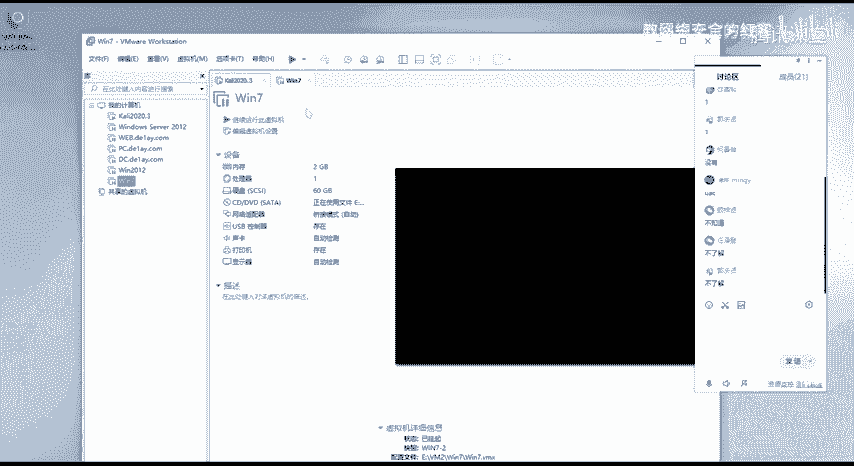 Win7 - VMware Workstation
文件(F) 编辑(E) 查看(V) 虚拟机(M) 选项卡(T) 帮助(H)
库
在此处键入内容进行搜索
我的计算机
Kali2020.3
Windows Server 2012
WEB.de1ay.com
PC.de1ay.com
DC.de1ay.com
Win2012
共享的虚拟机
Kali2020.3
Win7
Win7
继续运行此虚拟机
编辑虚拟机设置
设备
内存 2 GB
处理器 1
硬盘 (SCSI) 60 GB
CD/DVD (SATA) 正在使用文件 E:...
网络适配器 桥接模式 (自动)
USB 控制器 存在
声卡 自动检测
打印机 存在
显示器 自动检测
描述
在此处键入对该虚拟机的描述。
虚拟机详细信息
状态: 已挂起
快照: WIN7-2
配置文件: E:\VM2\Win7\Win7.vmx
讨论区
成员(21)
1
1
没有
不知道
不了解
不了解
发送